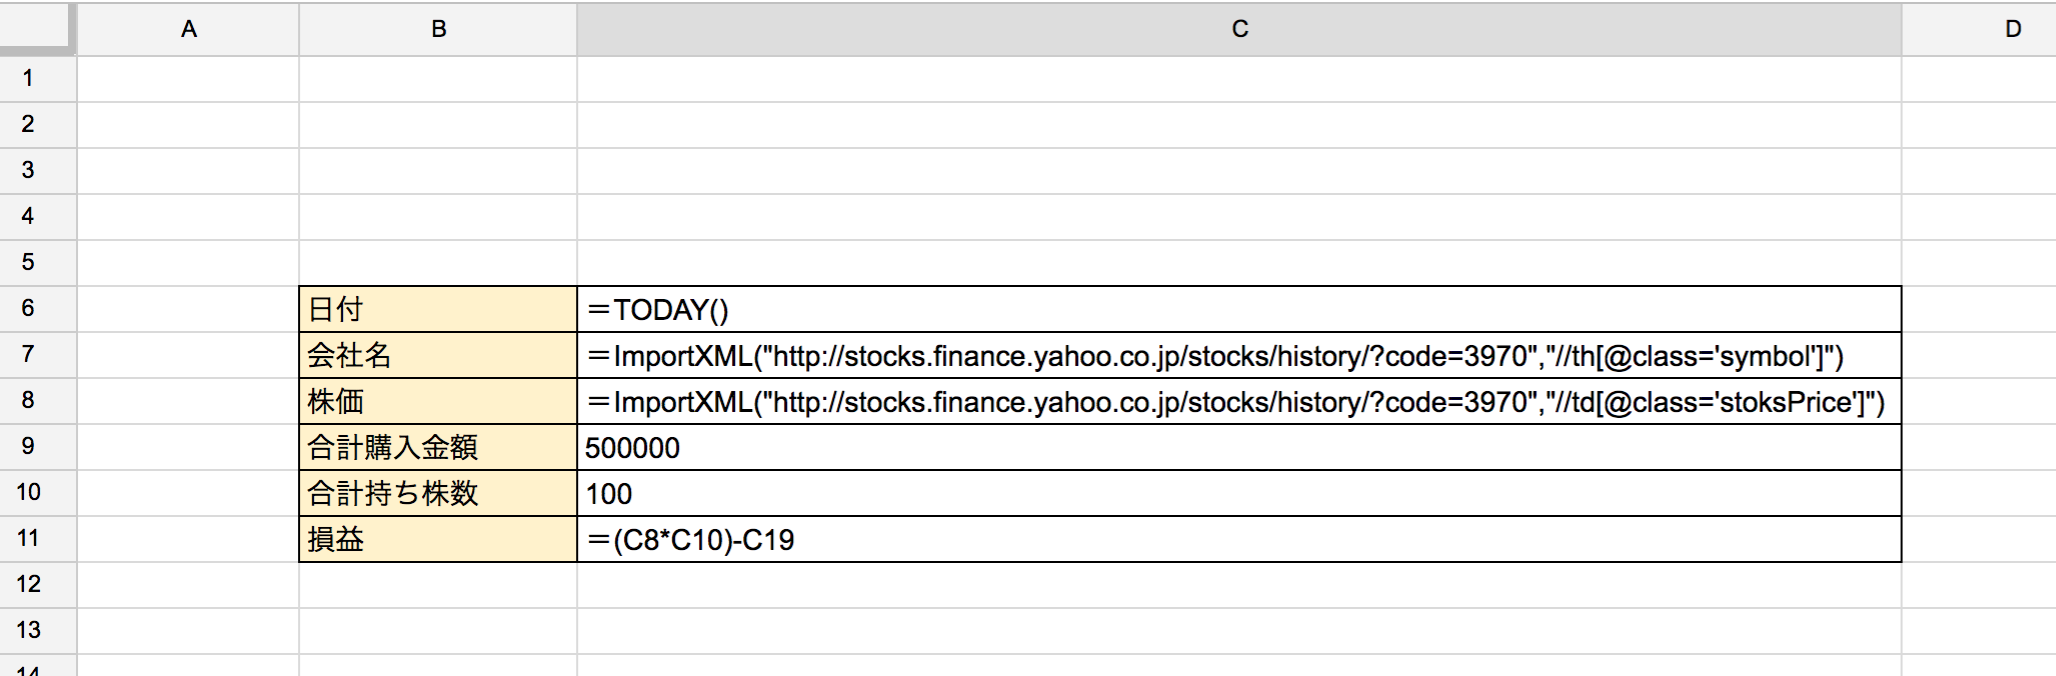 A B C D
1
2
3
4
5
6 日付 ＝TODAY()
7 会社名 ＝ImportXML("http://stocks.finance.yahoo.co.jp/stocks/history/?code=3970","//th[@class='symbol']")
8 株価 ＝ImportXML("http://stocks.finance.yahoo.co.jp/stocks/history/?code=3970","//td[@class='stoksPrice']")
9 合計購入金額 500000
10 合計持ち株数 100
11 損益 ＝(C8*C10)-C19
12
13
14